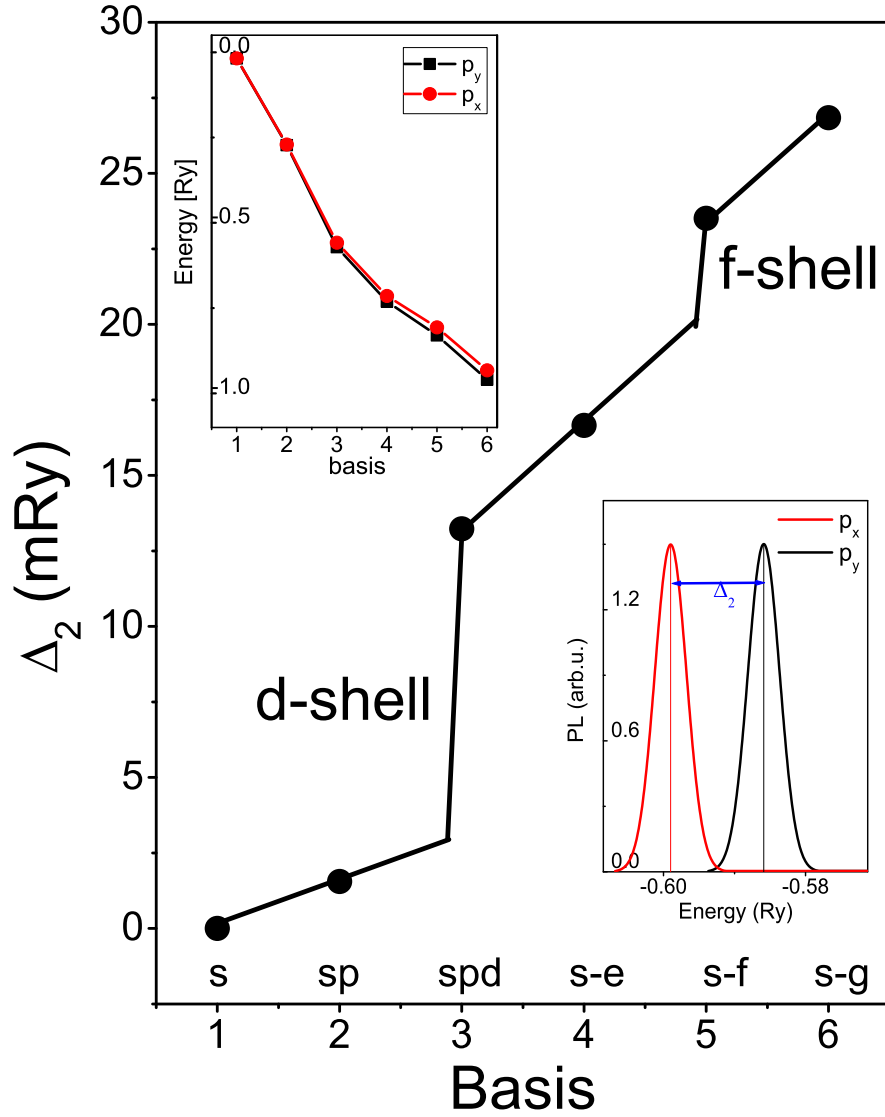 30
25
20
15
10
5
0
Δ2 (mRy)
0.0
-0.5
-1.0
Energy [Ry]
py
px
1 2 3 4 5 6
basis
f-shell
d-shell
px
py
Δ2
1.2
0.6
0.0
PL (arb.u.)
-0.60 -0.58
Energy (Ry)
s sp spd s-e s-f s-g
1 2 3 4 5 6
Basis